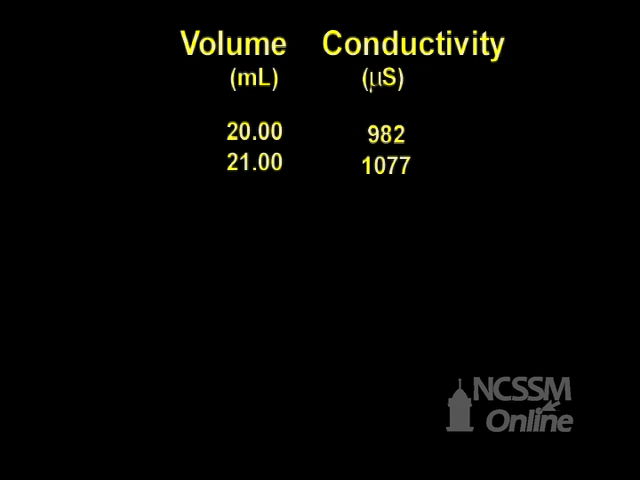 Volume Conductivity
(mL) (µS)
20.00 982
21.00 1077
NCSSM
Online